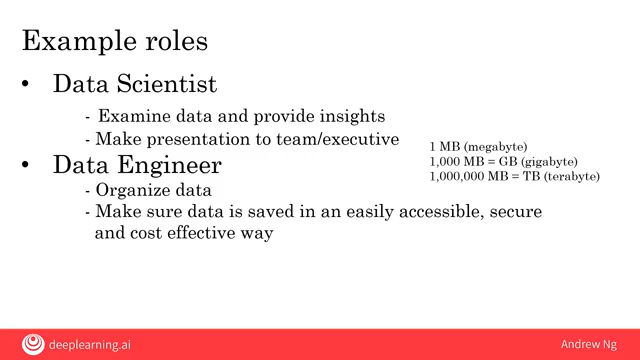 Example roles
• Data Scientist
- Examine data and provide insights
- Make presentation to team/executive
• Data Engineer
- Organize data
- Make sure data is saved in an easily accessible, secure
and cost effective way
1 MB (megabyte)
1,000 MB = GB (gigabyte)
1,000,000 MB = TB (terabyte)
deeplearning.ai
Andrew Ng